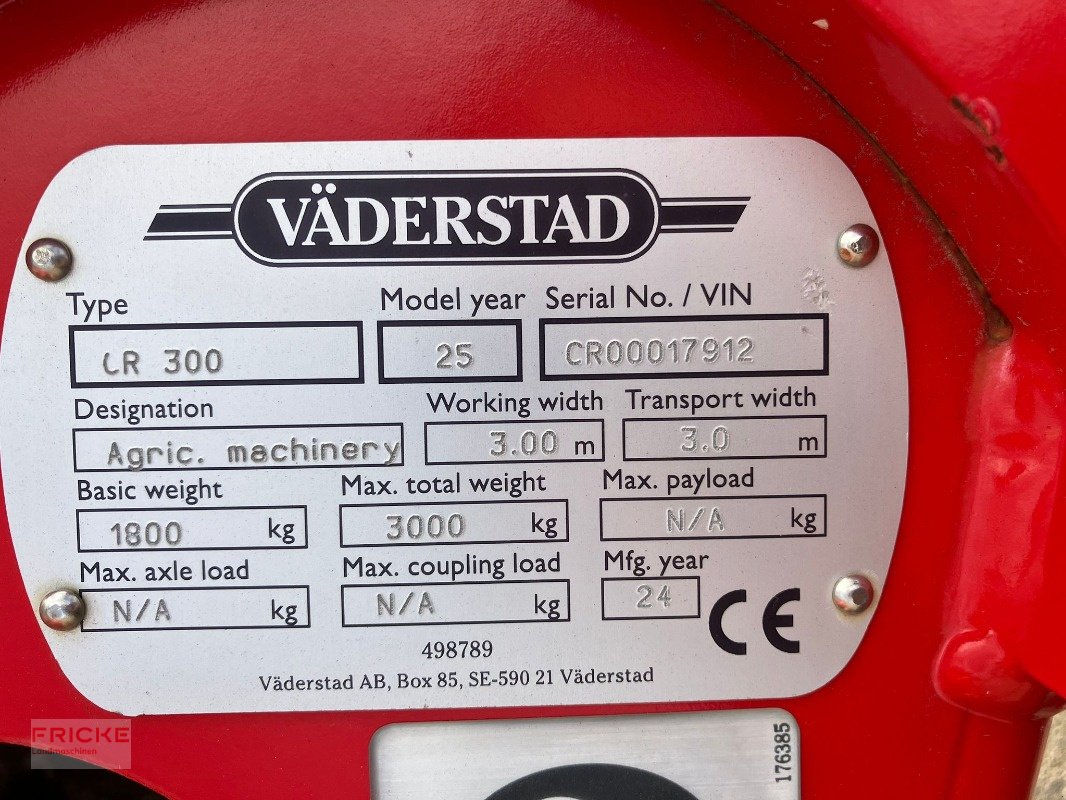 VÄDERSTAD
Type Model year Serial No. / VIN
CR 300 25 CR00017912
Designation Working width Transport width
Agric. machinery 3.00 m 3.0 m
Basic weight Max. total weight Max. payload
1800 kg 3000 kg N/A kg
Max. axle load Max. coupling load Mfg. year
N/A kg N/A kg 24 CE
498789
Väderstad AB, Box 85, SE-590 21 Väderstad
176385
FRICKE
Landmaschinen